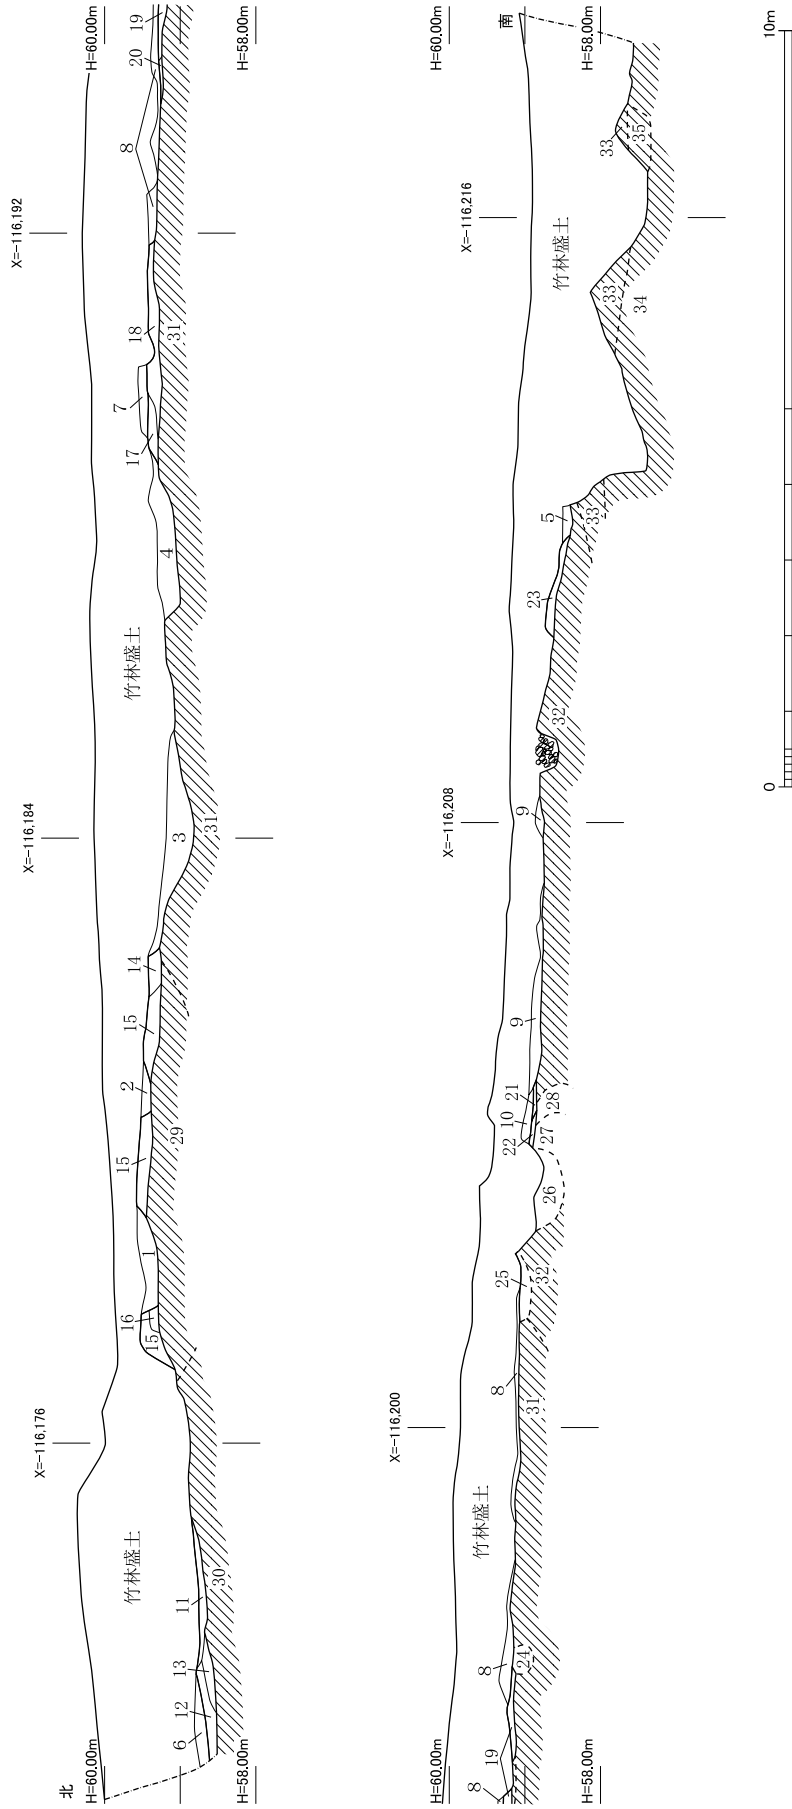 北
H=60.00m
H=58.00m
6
12
13
11
30
竹林盛土
X=-116,176
15
16
1
15
29
2
15
14
3
31
X=-116,184
竹林盛土
4
17
7
18
31
X=-116,192
8
20
19
H=60.00m
H=58.00m
H=60.00m
H=58.00m
8
19
8
24
竹林盛土
X=-116,200
8
31
25
32
26
22
27
10
21
28
9
9
X=-116,208
32
23
5
33
34
33
竹林盛土
X=-116,216
33
35
南
H=60.00m
H=58.00m
0
10m